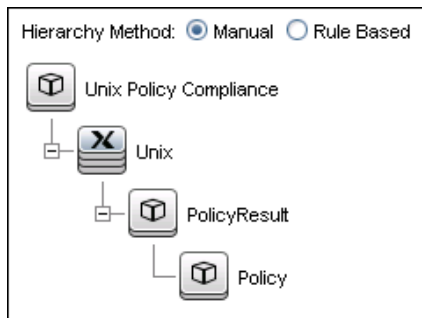 Hierarchy Method: Manual Rule Based
Unix Policy Compliance
Unix
PolicyResult
Policy